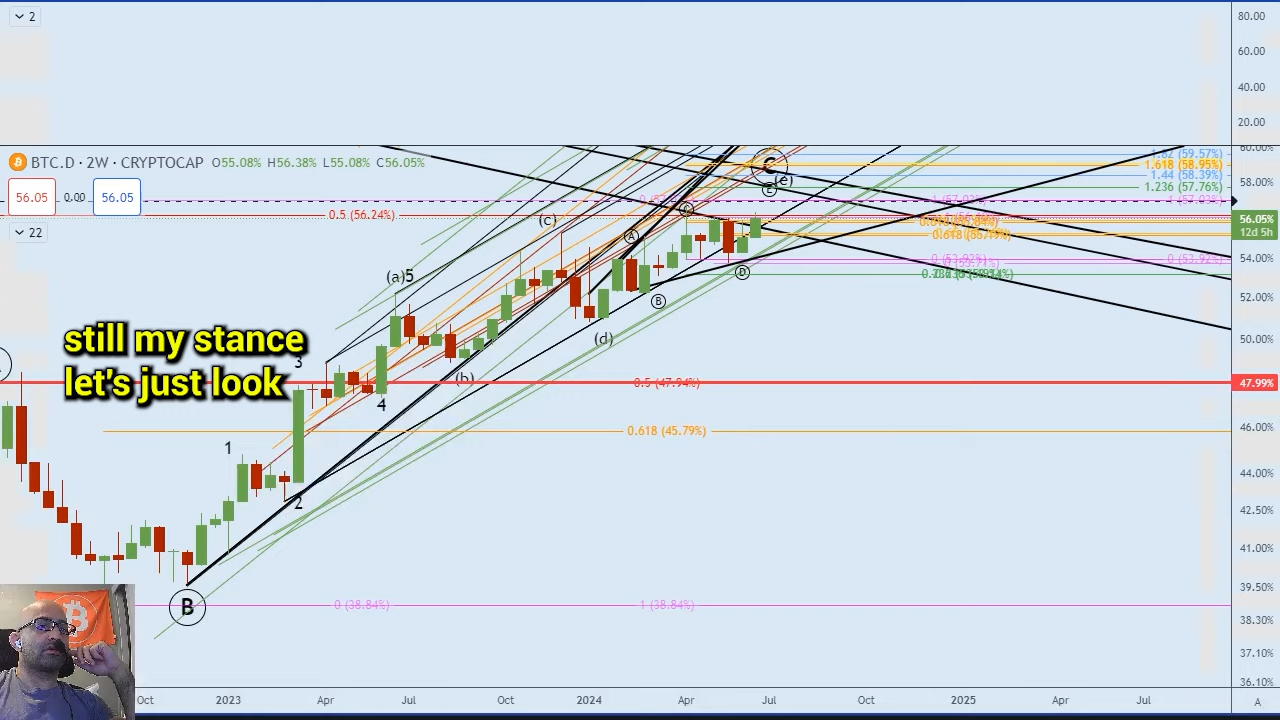 2
80.00
60.00
40.00
20.00
BTC.D · 2W · CRYPTOCAP O55.08% H56.38% L55.08% C56.05%
56.05 0.00 56.05
22
0.5 (56.24%)
1.618 (58.95%)
1.44 (58.39%)
1.236 (57.76%)
60.00%
58.00%
56.05%
12d 5h
54.00%
52.00%
50.00%
47.99%
46.00%
44.00%
42.50%
41.00%
39.50%
38.30%
37.10%
36.10%
C
(e)
E
C
A
D
B
(c)
(a)5
(d)
(b)
3
4
1
2
B
still my stance
let's just look
0.5 (47.94%)
0.618 (45.79%)
0 (53.92%)
0 (38.84%) 1 (38.84%)
Oct 2023 Apr Jul Oct 2024 Apr Jul Oct 2025 Apr Jul A